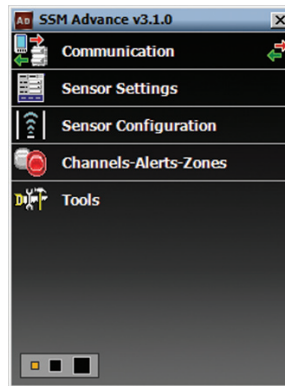 AD SSM Advance v3.1.0
Communication
Sensor Settings
Sensor Configuration
Channels-Alerts-Zones
Tools